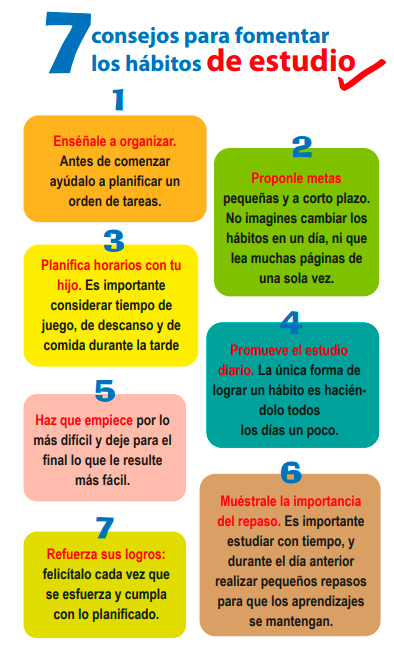 7 consejos para fomentar
los hábitos de estudio
1
Enséñale a organizar.
Antes de comenzar
ayúdalo a planificar un
orden de tareas.
2
Proponle metas
pequeñas y a corto plazo.
No imagines cambiar los
hábitos en un día, ni que
lea muchas páginas de
una sola vez.
3
Planifica horarios con tu
hijo. Es importante
considerar tiempo de
juego, de descanso y de
comida durante la tarde
4
Promueve el estudio
diario. La única forma de
lograr un hábito es hacién-
dolo todos
los días un poco.
5
Haz que empiece por lo
más difícil y deje para el
final lo que le resulte
más fácil.
6
Muéstrale la importancia
del repaso. Es importante
estudiar con tiempo, y
durante el día anterior
realizar pequeños repasos
para que los aprendizajes
se mantengan.
7
Refuerza sus logros:
felicítalo cada vez que
se esfuerza y cumpla
con lo planificado.